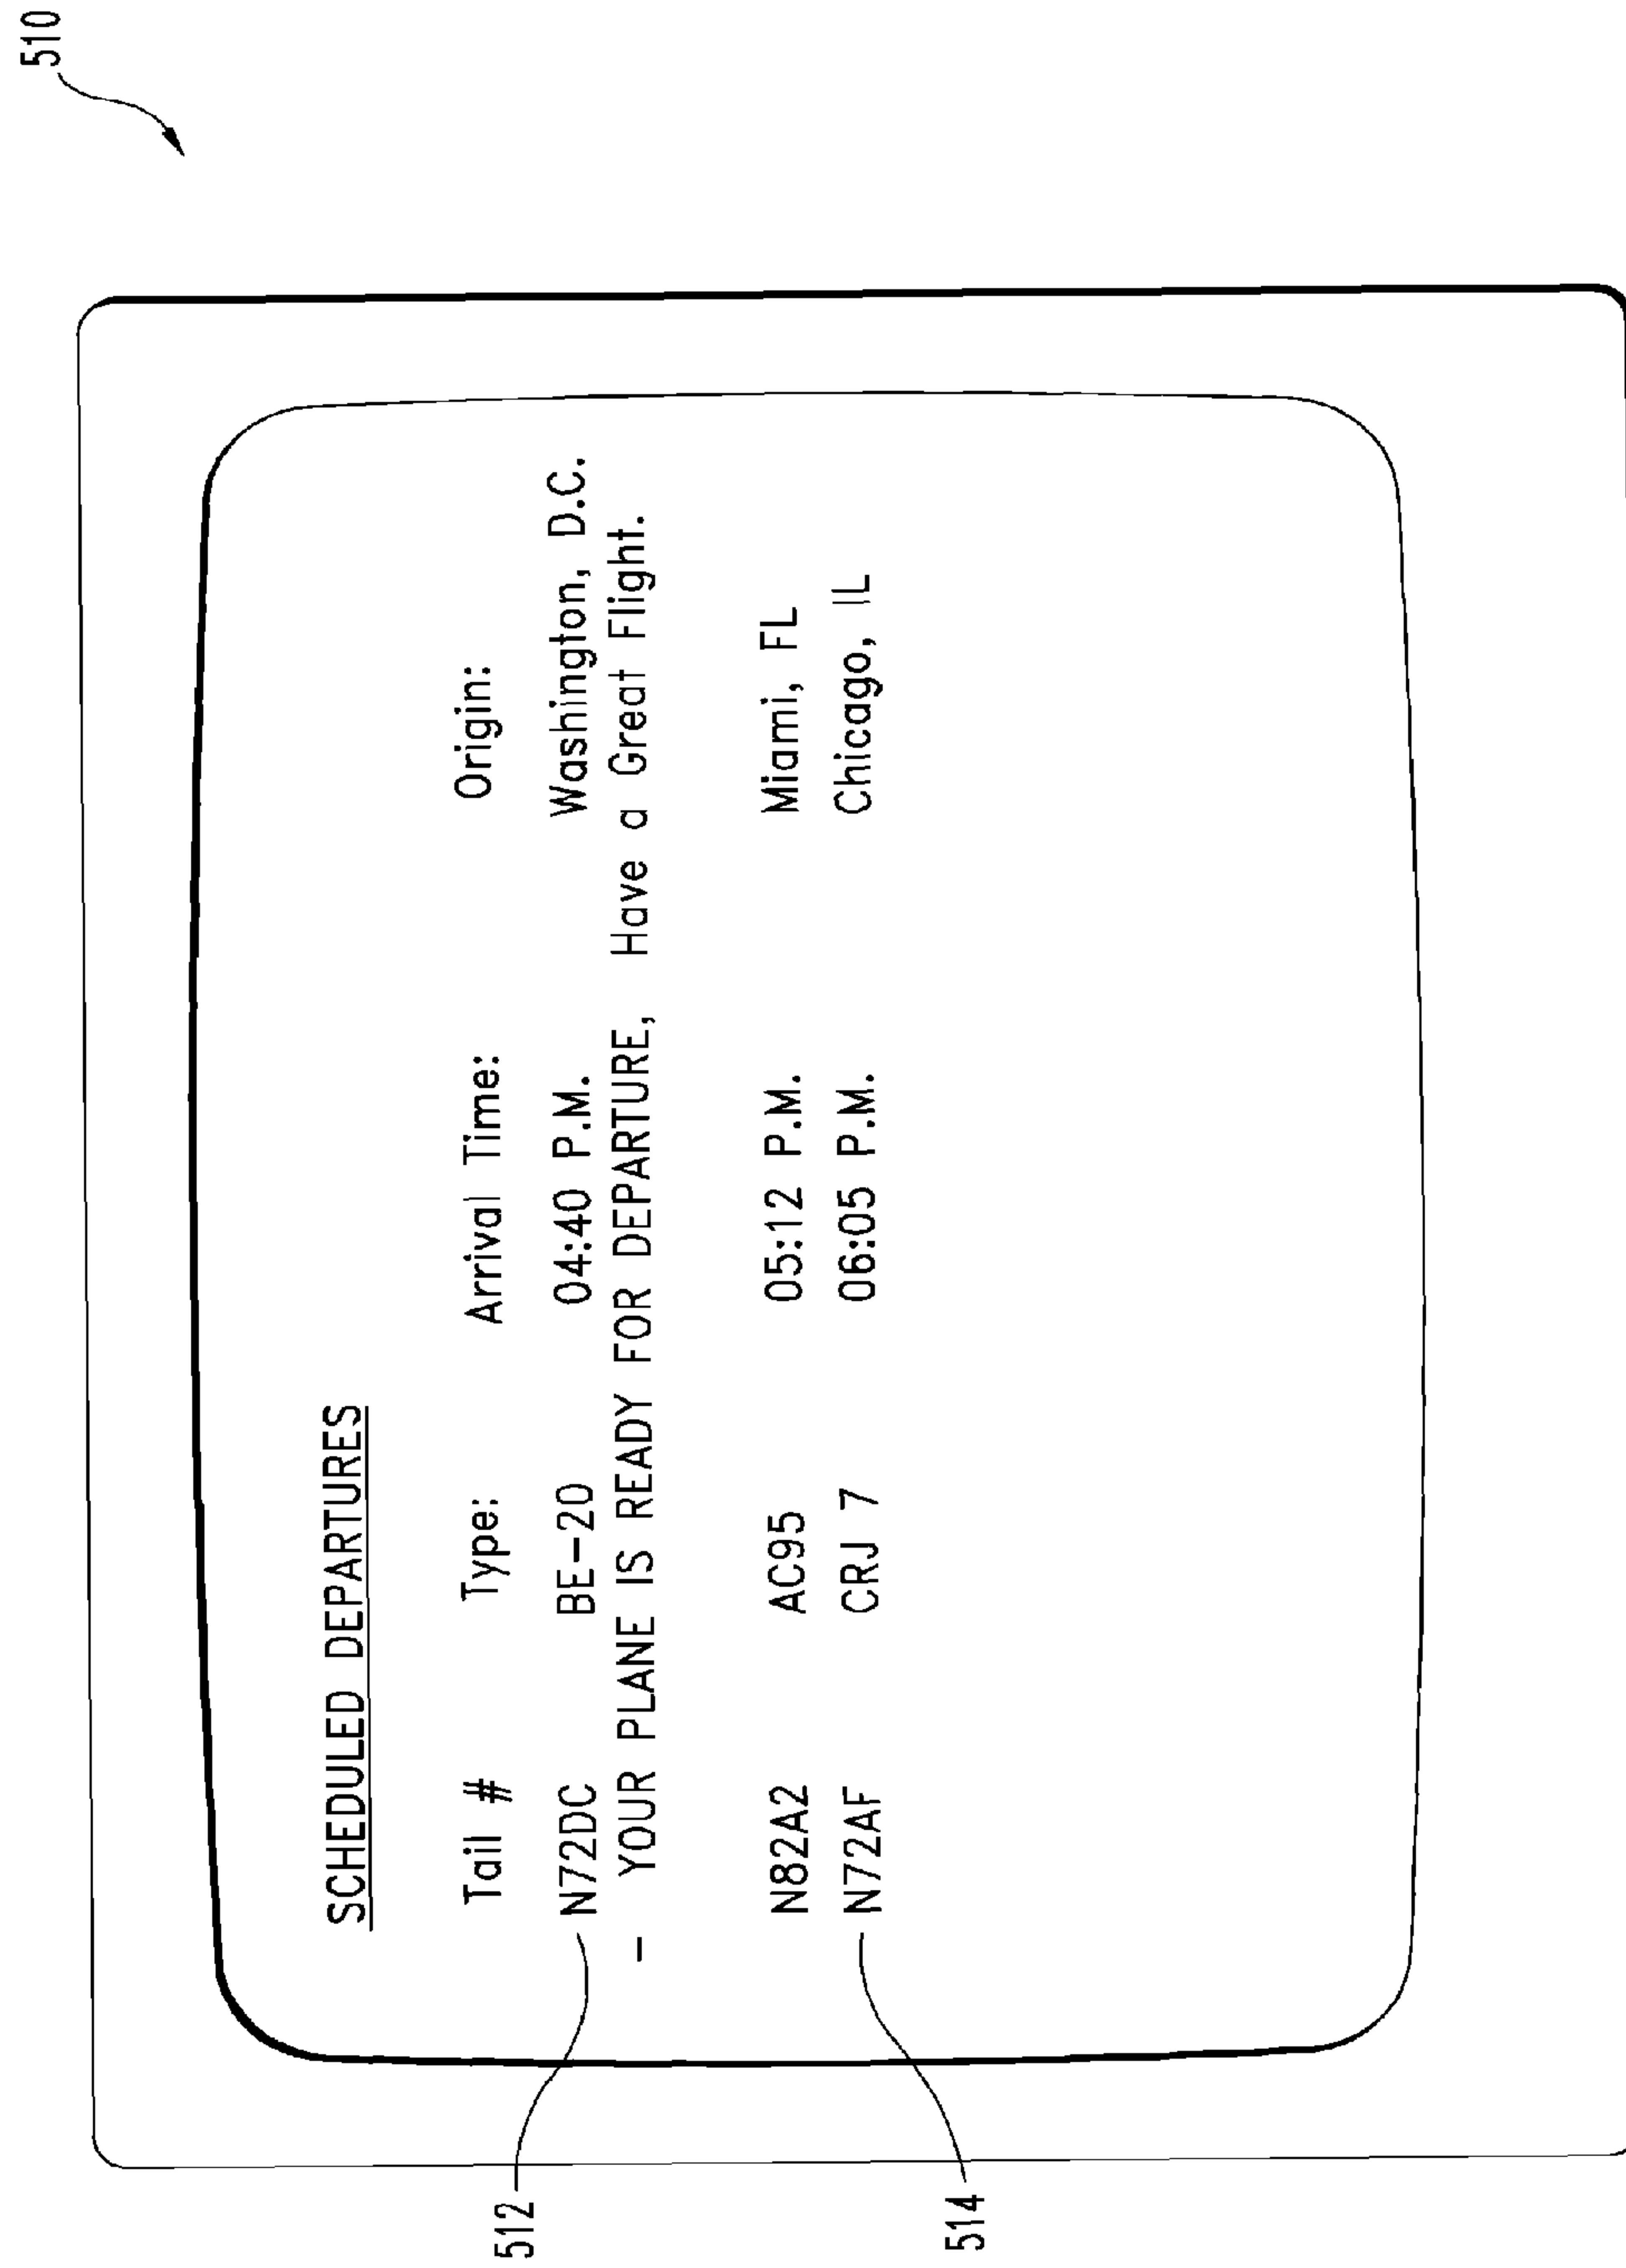 510
SCHEDULED DEPARTURES
Tail # Type: Arrival Time: Origin:
N72DC BE-20 04:40 P.M. Washington, D.C.
- YOUR PLANE IS READY FOR DEPARTURE, Have a Great Flight.
N82A2 AC95 05:12 P.M. Miami, FL
N72AF CRJ 7 06:05 P.M. Chicago, IL
512
514